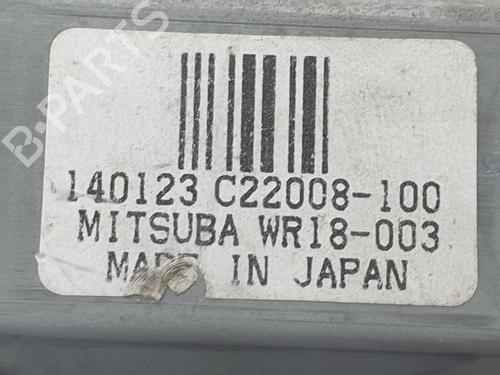 B-PARTS
140123 C22008-100
MITSUBA WR18-003
MADE IN JAPAN